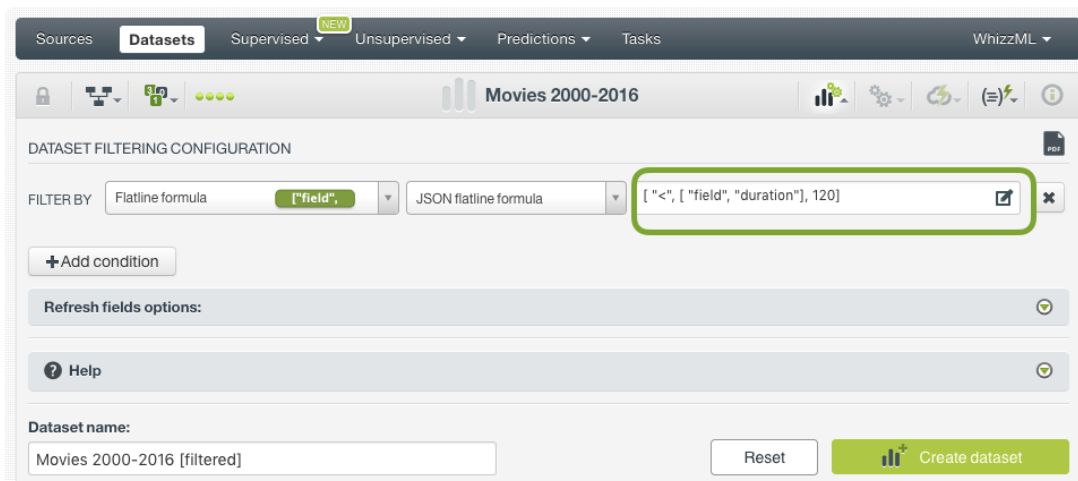 NEW
Sources Datasets Supervised Unsupervised Predictions Tasks WhizzML
Movies 2000-2016
DATASET FILTERING CONFIGURATION
PDF
FILTER BY Flatline formula ["field", JSON flatline formula [ "<", [ "field", "duration"], 120]
+Add condition
Refresh fields options:
? Help
Dataset name:
Movies 2000-2016 [filtered] Reset Create dataset